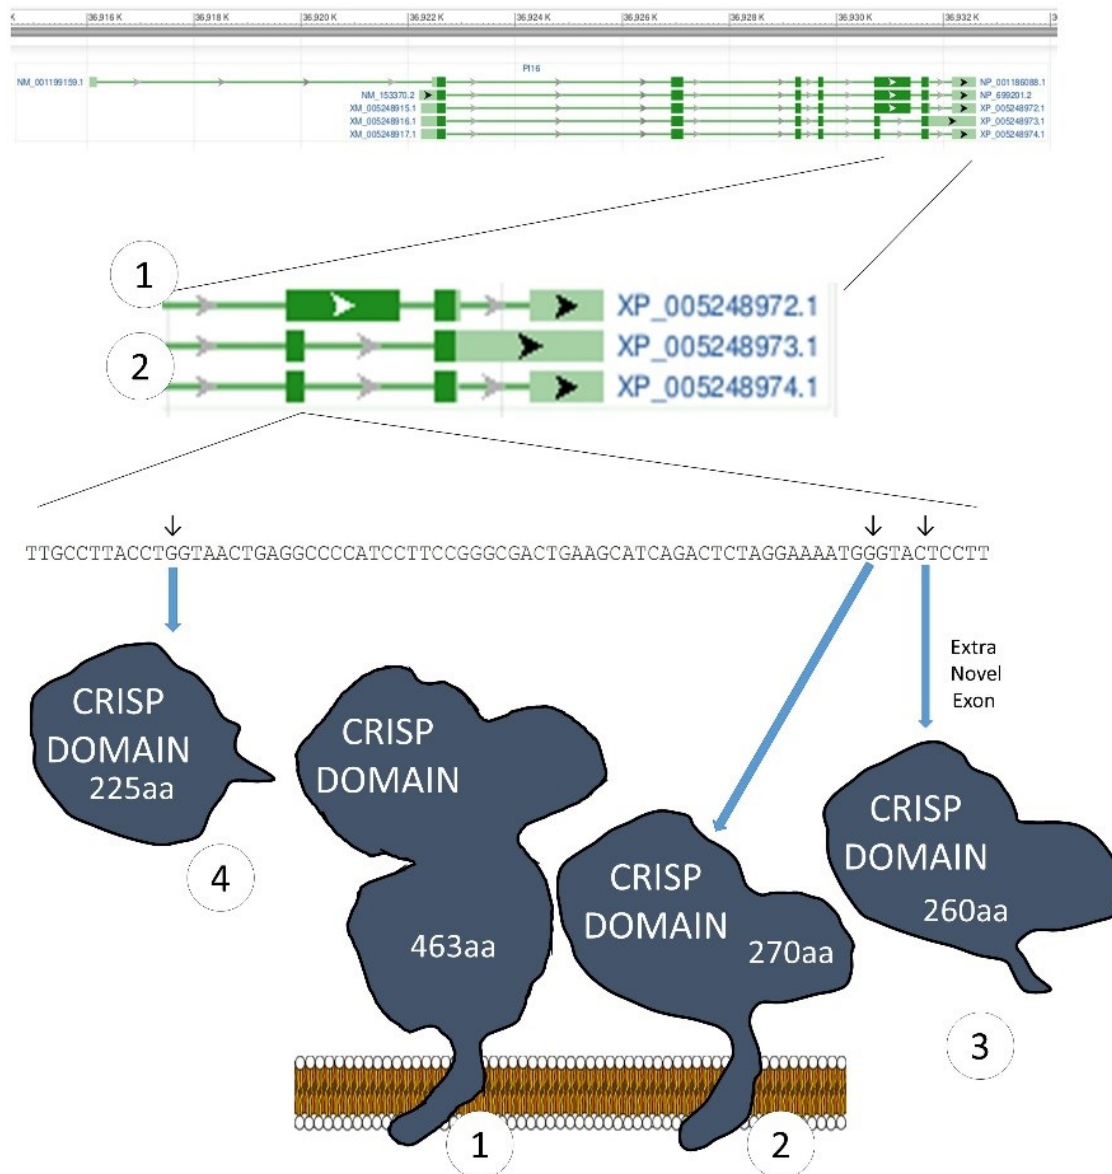 K 36,916 K 36,918 K 36,920 K 36,922 K 36,924 K 36,926 K 36,928 K 36,930 K 36,932 K
PI16
NM_001199159.1 NP_001186088.1
NM_153370.2 NP_699201.2
XM_005248915.1 XP_005248972.1
XM_005248916.1 XP_005248973.1
XM_005248917.1 XP_005248974.1
1
XP_005248972.1
2
XP_005248973.1
XP_005248974.1
TTGCCTTACCTGGTAACTGAGGCCCCATCCTTCCGGGCGACTGAAGCATCAGACTCTAGGAAAATGGGTACTCCTT
Extra
Novel
Exon
CRISP
DOMAIN
225aa
4
CRISP
DOMAIN
463aa
1
CRISP
DOMAIN
270aa
2
CRISP
DOMAIN
260aa
3